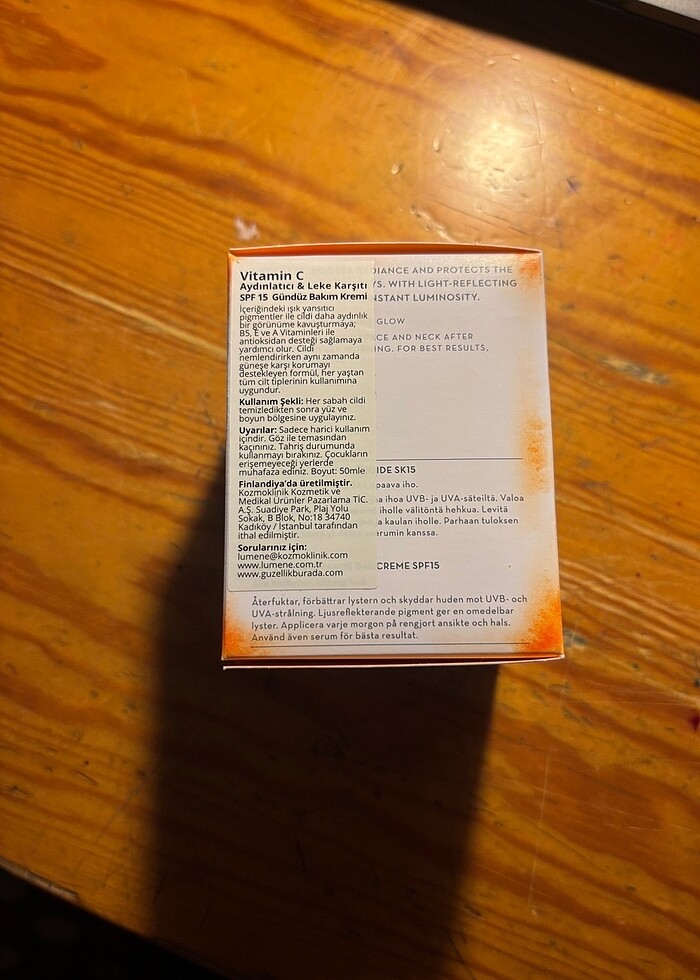 Vitamin C
Aydınlatıcı & Leke Karşıtı
SPF 15 Gündüz Bakım Kremi
İçeriğindeki ışık yansıtıcı
pigmentler ile cildi daha aydınlık
bir görünüme kavuşturmaya;
B5, E ve A Vitaminleri ile
antioksidan desteği sağlamaya
yardımcı olur. Cildi
nemlendirirken aynı zamanda
güneşe karşı korumayı
destekleyen formül, her yaştan
tüm cilt tiplerinin kullanımına
uygundur.
Kullanım Şekli: Her sabah cildi
temizledikten sonra yüz ve
boyun bölgesine uygulayınız.
Uyarılar: Sadece harici kullanım
içindir. Göz ile temasından
kaçınınız. Tahriş durumunda
kullanmayı bırakınız. Çocukların
erişemeyeceği yerlerde
muhafaza ediniz. Boyut: 50mle
Finlandiya'da üretilmiştir.
Kozmoklinik Kozmetik ve
Medikal Ürünler Pazarlama TİC.
A.Ş. Suadiye Park, Plaj Yolu
Sokak, B Blok, No:18 34740
Kadıköy / İstanbul tarafından
ithal edilmiştir.
Sorularınız için:
lumene@kozmoklinik.com
www.lumene.com.tr
www.guzellikburada.com
DIANCE AND PROTECTS THE
YS. WITH LIGHT-REFLECTING
NSTANT LUMINOSITY.
GLOW
ACE AND NECK AFTER
NG. FOR BEST RESULTS,
IDE SK15
paava iho.
a ihoa UVB- ja UVA-säteiltä. Valoa
iholle välitöntä hehkua. Levitä
a kaulan iholle. Parhaan tuloksen
erumin kanssa.
CREME SPF15
Återfuktar, förbättrar lystern och skyddar huden mot UVB- och
UVA-strålning. Ljusreflekterande pigment ger en omedelbar
lyster. Applicera varje morgon på rengjort ansikte och hals.
Använd även serum för bästa resultat.